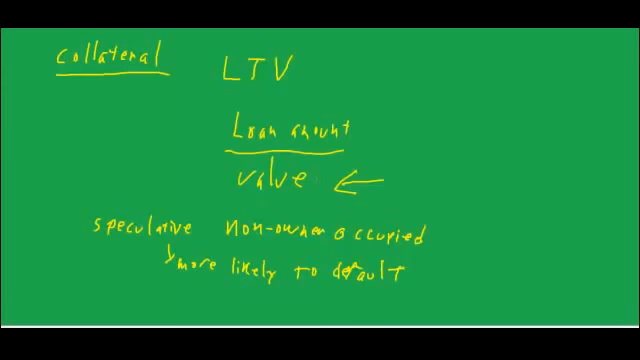 Collateral LTV
Loan amount
value
speculative non-owner occupied
more likely to default